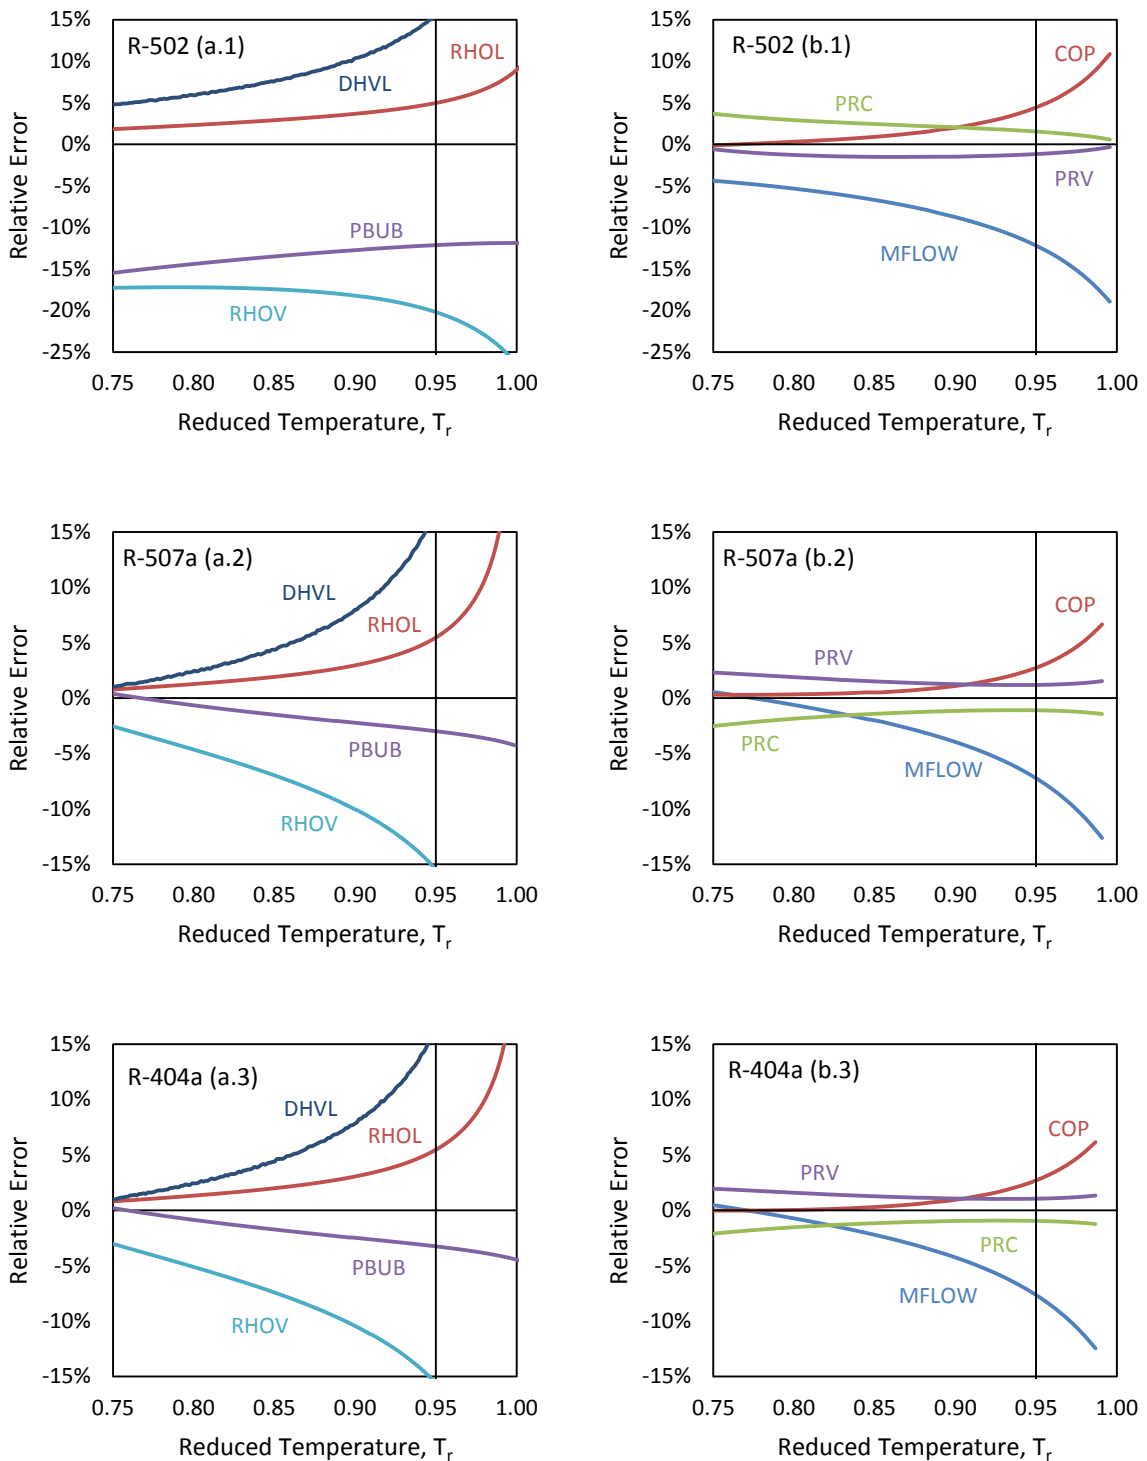 15%
10%
5%
0%
-5%
-10%
-15%
-20%
-25%
Relative Error
R-502 (a.1)
RHOL
DHVL
PBUB
RHOV
0.75 0.80 0.85 0.90 0.95 1.00
Reduced Temperature, Tr
15%
10%
5%
0%
-5%
-10%
-15%
-20%
-25%
Relative Error
R-502 (b.1)
COP
PRC
PRV
MFLOW
0.75 0.80 0.85 0.90 0.95 1.00
Reduced Temperature, Tr
15%
10%
5%
0%
-5%
-10%
-15%
Relative Error
R-507a (a.2)
DHVL
RHOL
PBUB
RHOV
0.75 0.80 0.85 0.90 0.95 1.00
Reduced Temperature, Tr
15%
10%
5%
0%
-5%
-10%
-15%
Relative Error
R-507a (b.2)
COP
PRV
PRC
MFLOW
0.75 0.80 0.85 0.90 0.95 1.00
Reduced Temperature, Tr
15%
10%
5%
0%
-5%
-10%
-15%
Relative Error
R-404a (a.3)
DHVL
RHOL
PBUB
RHOV
0.75 0.80 0.85 0.90 0.95 1.00
Reduced Temperature, Tr
15%
10%
5%
0%
-5%
-10%
-15%
Relative Error
R-404a (b.3)
COP
PRV
PRC
MFLOW
0.75 0.80 0.85 0.90 0.95 1.00
Reduced Temperature, Tr